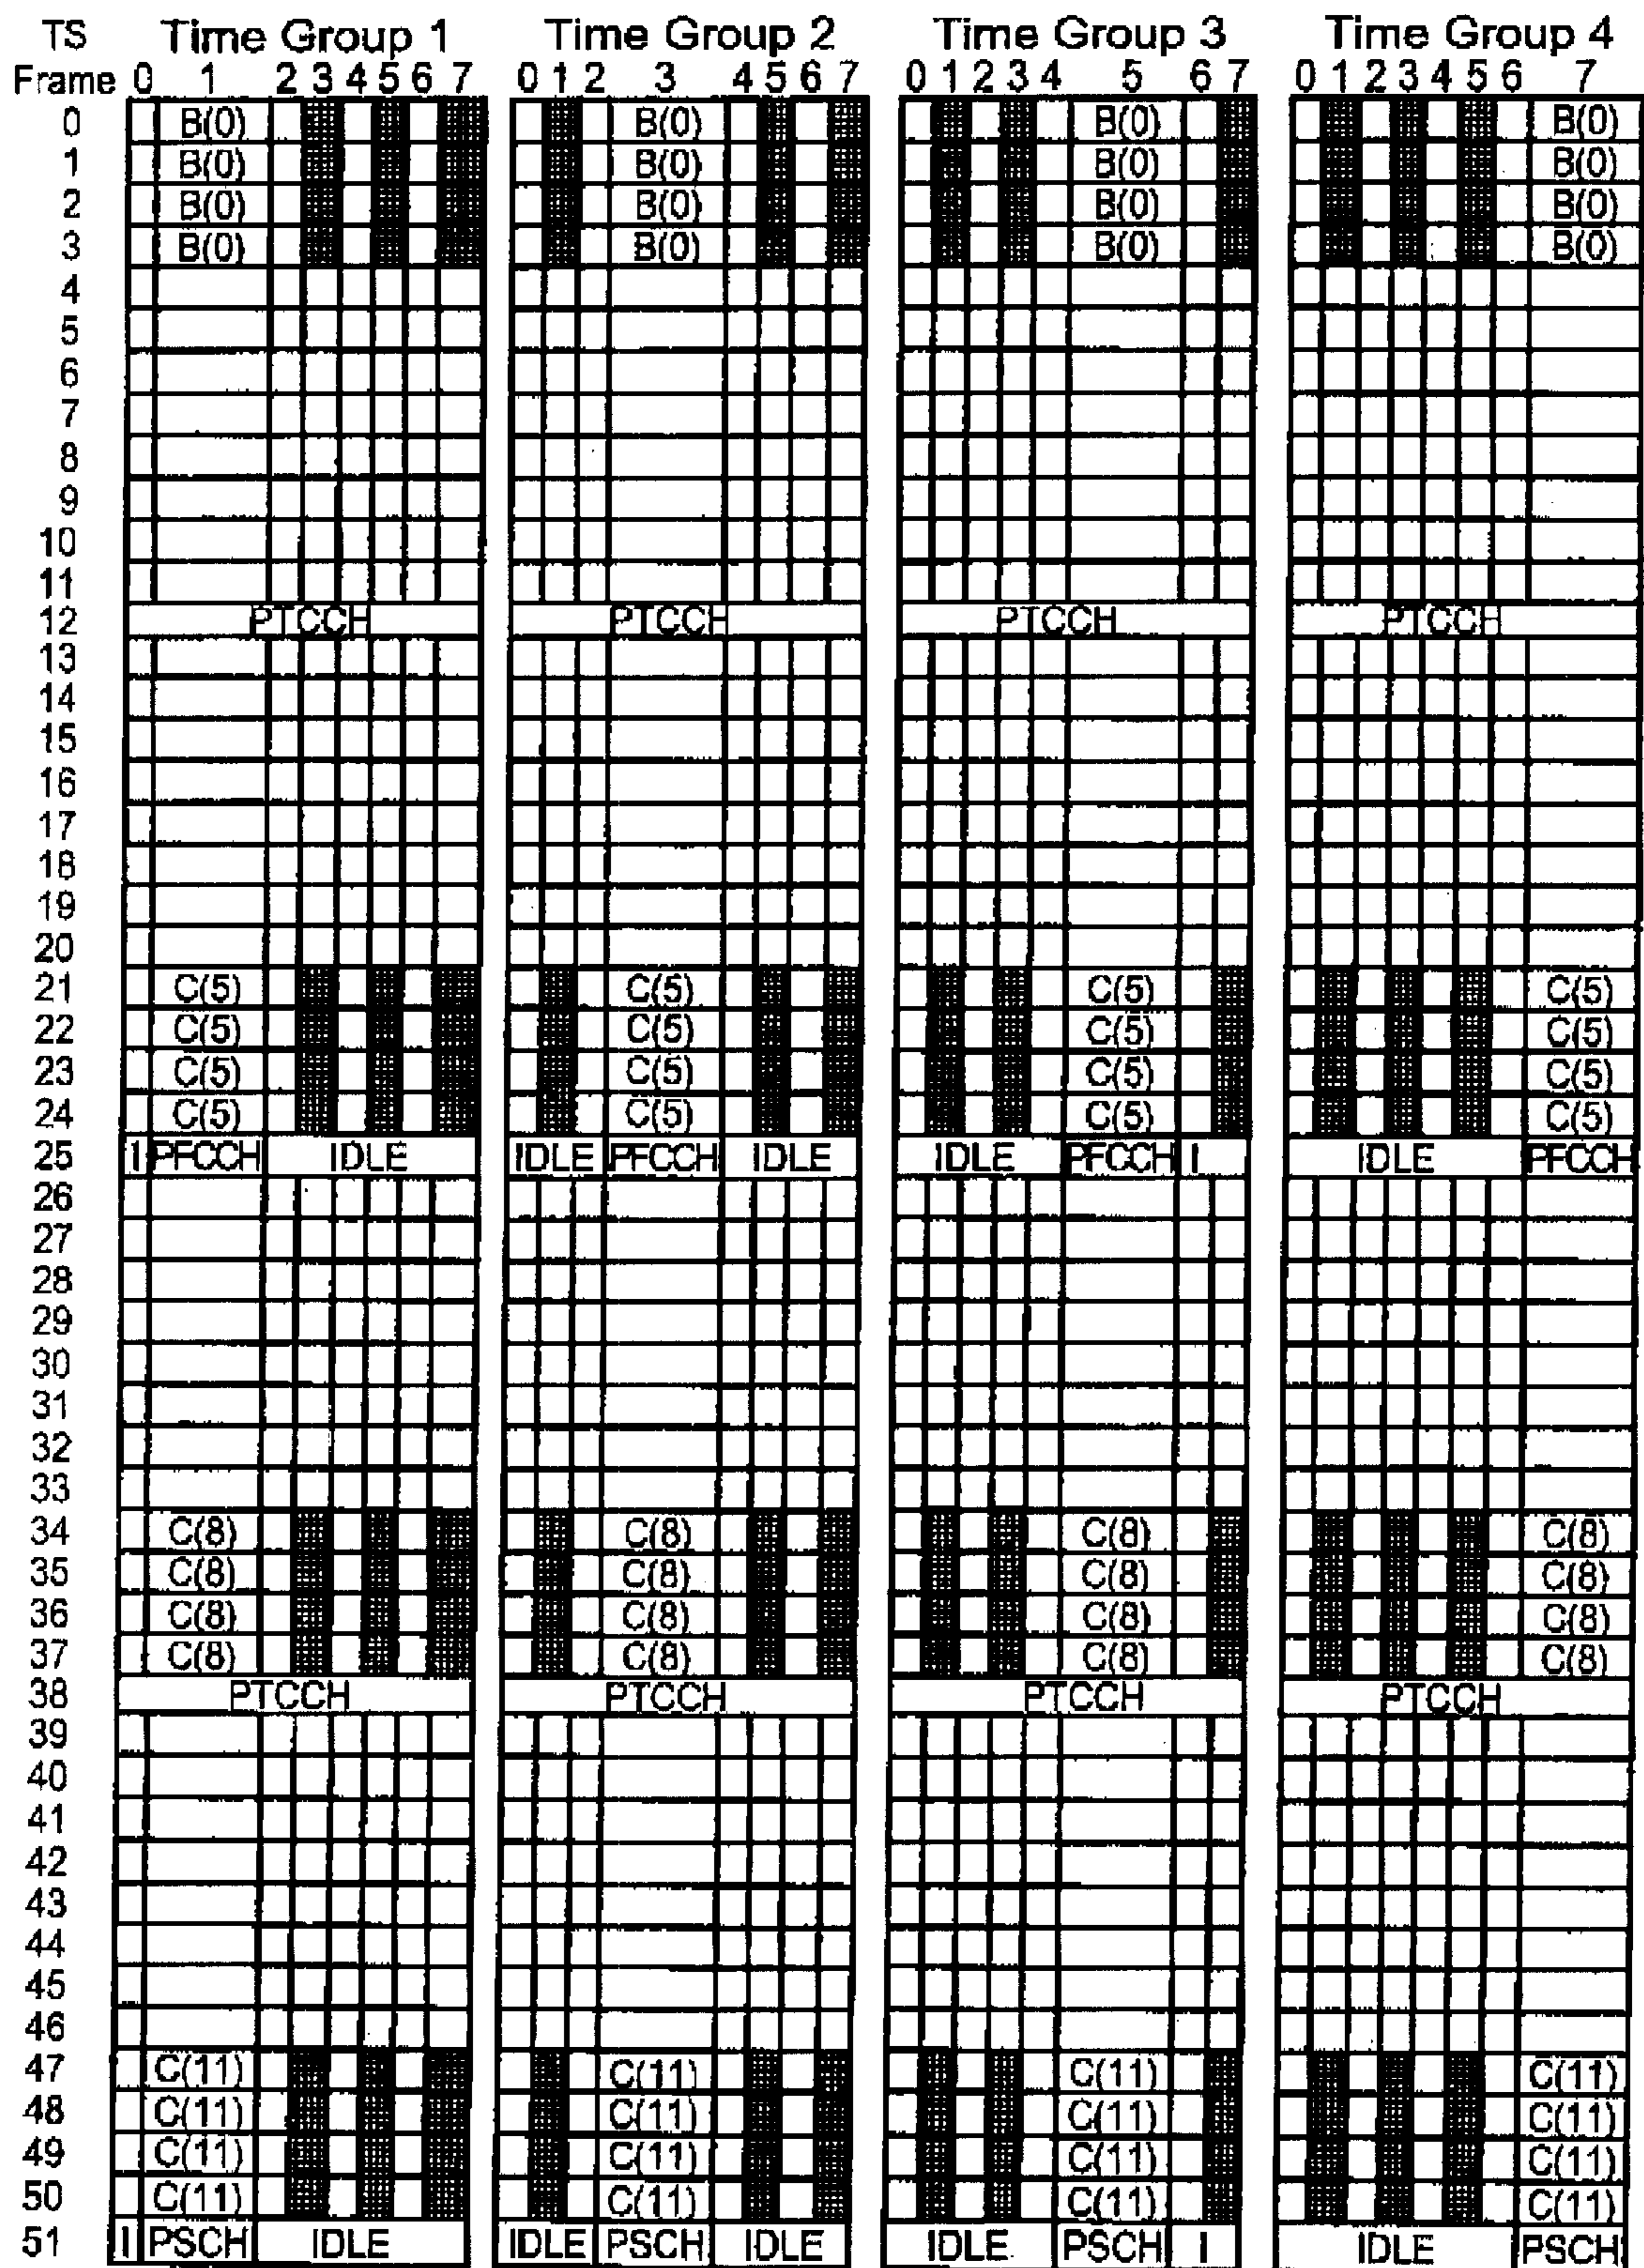 TS Time Group 1 Time Group 2 Time Group 3 Time Group 4
Frame 0 1 2 3 4 5 6 7 0 1 2 3 4 5 6 7 0 1 2 3 4 5 6 7 0 1 2 3 4 5 6 7
0 B(0) B(0) B(0) B(0)
1 B(0) B(0) B(0) B(0)
2 B(0) B(0) B(0) B(0)
3 B(0) B(0) B(0) B(0)
4
5
6
7
8
9
10
11
12 PTCCH PTCCH PTCCH PTCCH
13
14
15
16
17
18
19
20
21 C(5) C(5) C(5) C(5)
22 C(5) C(5) C(5) C(5)
23 C(5) C(5) C(5) C(5)
24 C(5) C(5) C(5) C(5)
25 I PFCCH IDLE IDLE PFCCH IDLE IDLE PFCCH I IDLE PFCCH
26
27
28
29
30
31
32
33
34 C(8) C(8) C(8) C(8)
35 C(8) C(8) C(8) C(8)
36 C(8) C(8) C(8) C(8)
37 C(8) C(8) C(8) C(8)
38 PTCCH PTCCH PTCCH PTCCH
39
40
41
42
43
44
45
46
47 C(11) C(11) C(11) C(11)
48 C(11) C(11) C(11) C(11)
49 C(11) C(11) C(11) C(11)
50 C(11) C(11) C(11) C(11)
51 I PSCH IDLE IDLE PSCH IDLE IDLE PSCH I IDLE PSCH